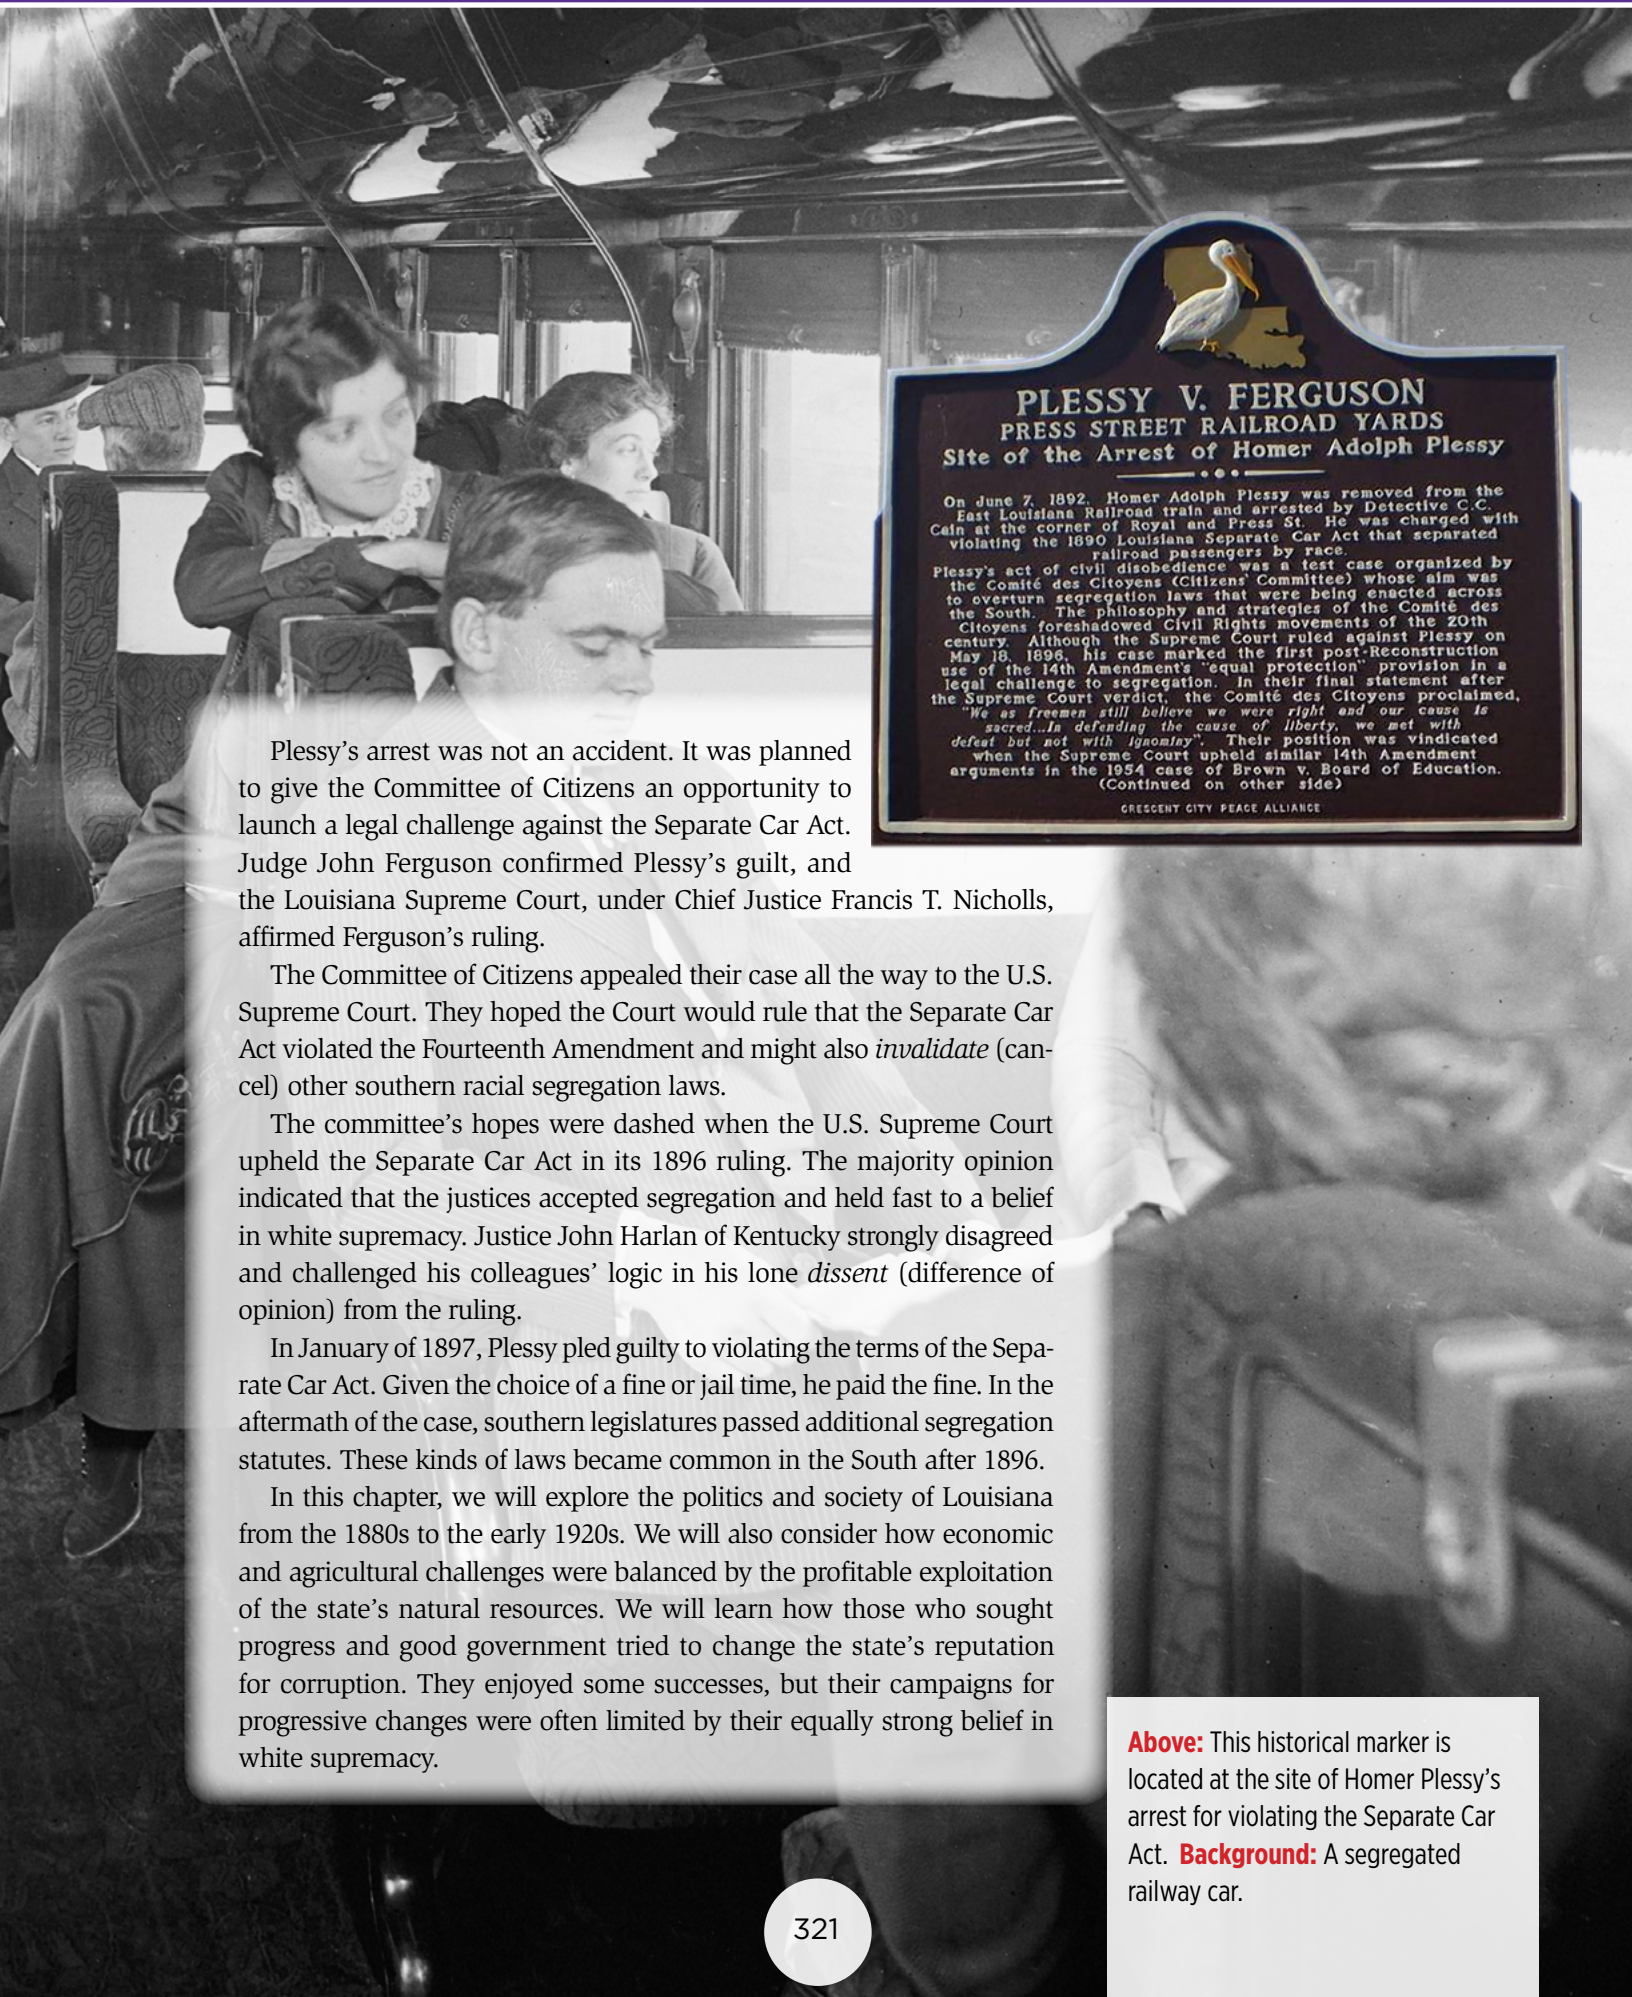 PLESSY V. FERGUSON
PRESS STREET RAILROAD YARDS
Site of the Arrest of Homer Adolph Plessy
On June 7, 1892, Homer Adolph Plessy was removed from the
East Louisiana Railroad train and arrested by Detective C.C.
Cain at the corner of Royal and Press St. He was charged with
violating the 1890 Louisiana Separate Car Act that separated
railroad passengers by race.
Plessy's act of civil disobedience was a test case organized by
the Comité des Citoyens (Citizens' Committee) whose aim was
to overturn segregation laws that were being enacted across
the South. The philosophy and strategies of the Comité des
Citoyens foreshadowed Civil Rights movements of the 20th
century. Although the Supreme Court ruled against Plessy on
May 18, 1896, his case marked the first post-Reconstruction
use of the 14th Amendment's "equal protection" provision in a
legal challenge to segregation. In their final statement after
the Supreme Court verdict, the Comité des Citoyens proclaimed,
"We as freemen still believe we were right and our cause is
sacred...In defending the cause of liberty, we met with
defeat but not with ignominy". Their position was vindicated
when the Supreme Court upheld similar 14th Amendment
arguments in the 1954 case of Brown v. Board of Education.
(Continued on other side)
CRESCENT CITY PEACE ALLIANCE
Plessy's arrest was not an accident. It was planned
to give the Committee of Citizens an opportunity to
launch a legal challenge against the Separate Car Act.
Judge John Ferguson confirmed Plessy's guilt, and
the Louisiana Supreme Court, under Chief Justice Francis T. Nicholls,
affirmed Ferguson's ruling.
The Committee of Citizens appealed their case all the way to the U.S.
Supreme Court. They hoped the Court would rule that the Separate Car
Act violated the Fourteenth Amendment and might also invalidate (can-
cel) other southern racial segregation laws.
The committee's hopes were dashed when the U.S. Supreme Court
upheld the Separate Car Act in its 1896 ruling. The majority opinion
indicated that the justices accepted segregation and held fast to a belief
in white supremacy. Justice John Harlan of Kentucky strongly disagreed
and challenged his colleagues' logic in his lone dissent (difference of
opinion) from the ruling.
In January of 1897, Plessy pled guilty to violating the terms of the Sepa-
rate Car Act. Given the choice of a fine or jail time, he paid the fine. In the
aftermath of the case, southern legislatures passed additional segregation
statutes. These kinds of laws became common in the South after 1896.
In this chapter, we will explore the politics and society of Louisiana
from the 1880s to the early 1920s. We will also consider how economic
and agricultural challenges were balanced by the profitable exploitation
of the state's natural resources. We will learn how those who sought
progress and good government tried to change the state's reputation
for corruption. They enjoyed some successes, but their campaigns for
progressive changes were often limited by their equally strong belief in
white supremacy.
Above: This historical marker is
located at the site of Homer Plessy's
arrest for violating the Separate Car
Act. Background: A segregated
railway car.
321